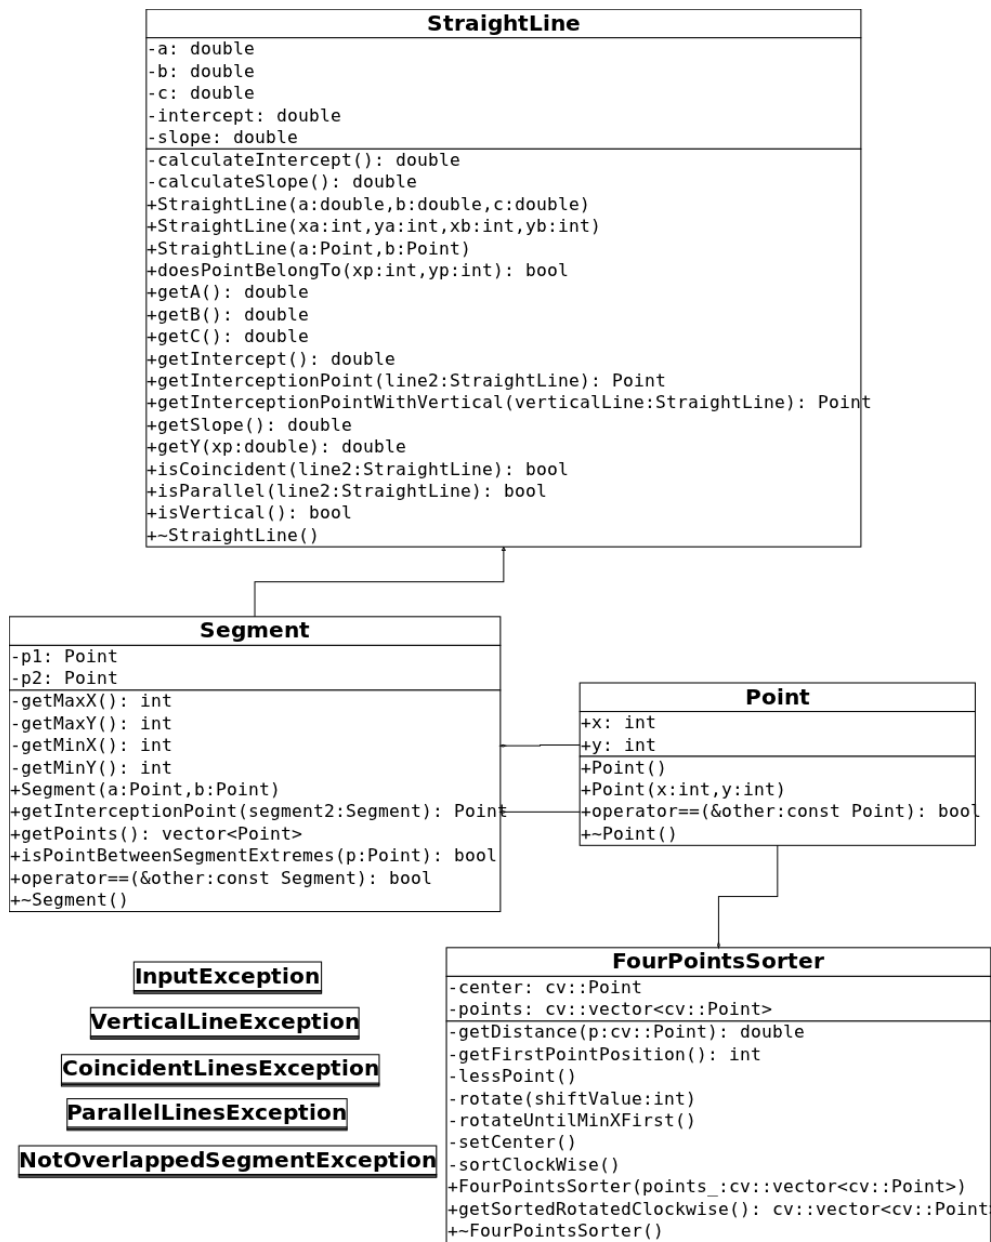 StraightLine
-a: double
-b: double
-c: double
-intercept: double
-slope: double
-calculateIntercept(): double
-calculateSlope(): double
+StraightLine(a:double,b:double,c:double)
+StraightLine(xa:int,ya:int,xb:int,yb:int)
+StraightLine(a:Point,b:Point)
+doesPointBelongTo(xp:int,yp:int): bool
+getA(): double
+getB(): double
+getC(): double
+getIntercept(): double
+getInterceptionPoint(line2:StraightLine): Point
+getInterceptionPointWithVertical(verticalLine:StraightLine): Point
+getSlope(): double
+getY(xp:double): double
+isCoincident(line2:StraightLine): bool
+isParallel(line2:StraightLine): bool
+isVertical(): bool
+~StraightLine()
Segment
-p1: Point
-p2: Point
-getMaxX(): int
-getMaxY(): int
-getMinX(): int
-getMinY(): int
+Segment(a:Point,b:Point)
+getInterceptionPoint(segment2:Segment): Point
+getPoints(): vector<Point>
+isPointBetweenSegmentExtremes(p:Point): bool
+operator==(&other:const Segment): bool
+~Segment()
Point
+x: int
+y: int
+Point()
+Point(x:int,y:int)
+operator==(&other:const Point): bool
+~Point()
InputException
VerticalLineException
CoincidentLinesException
ParallelLinesException
NotOverlappedSegmentException
FourPointsSorter
-center: cv::Point
-points: cv::vector<cv::Point>
-getDistance(p:cv::Point): double
-getFirstPointPosition(): int
-lessPoint()
-rotate(shiftValue:int)
-rotateUntilMinXFirst()
-setCenter()
-sortClockWise()
+FourPointsSorter(points_:cv::vector<cv::Point>)
+getSortedRotatedClockwise(): cv::vector<cv::Point
+~FourPointsSorter()